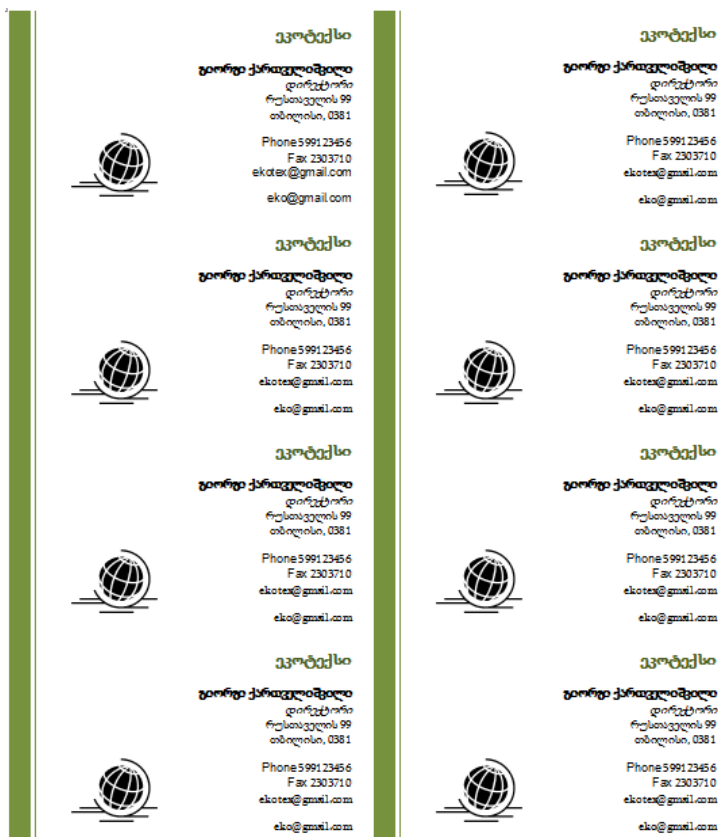 ეკოტექსი
გიორგი ქართველიშვილი
დირექტორი
რუსთაველის 99
თბილისი, 0381
Phone 599123456
Fax 2303710
ekotex@gmail.com
eko@gmail.com
ეკოტექსი
გიორგი ქართველიშვილი
დირექტორი
რუსთაველის 99
თბილისი, 0381
Phone 599123456
Fax 2303710
ekotex@gmail.com
eko@gmail.com
ეკოტექსი
გიორგი ქართველიშვილი
დირექტორი
რუსთაველის 99
თბილისი, 0381
Phone 599123456
Fax 2303710
ekotex@gmail.com
eko@gmail.com
ეკოტექსი
გიორგი ქართველიშვილი
დირექტორი
რუსთაველის 99
თბილისი, 0381
Phone 599123456
Fax 2303710
ekotex@gmail.com
eko@gmail.com
ეკოტექსი
გიორგი ქართველიშვილი
დირექტორი
რუსთაველის 99
თბილისი, 0381
Phone 599123456
Fax 2303710
ekotex@gmail.com
eko@gmail.com
ეკოტექსი
გიორგი ქართველიშვილი
დირექტორი
რუსთაველის 99
თბილისი, 0381
Phone 599123456
Fax 2303710
ekotex@gmail.com
eko@gmail.com
ეკოტექსი
გიორგი ქართველიშვილი
დირექტორი
რუსთაველის 99
თბილისი, 0381
Phone 599123456
Fax 2303710
ekotex@gmail.com
eko@gmail.com
ეკოტექსი
გიორგი ქართველიშვილი
დირექტორი
რუსთაველის 99
თბილისი, 0381
Phone 599123456
Fax 2303710
ekotex@gmail.com
eko@gmail.com